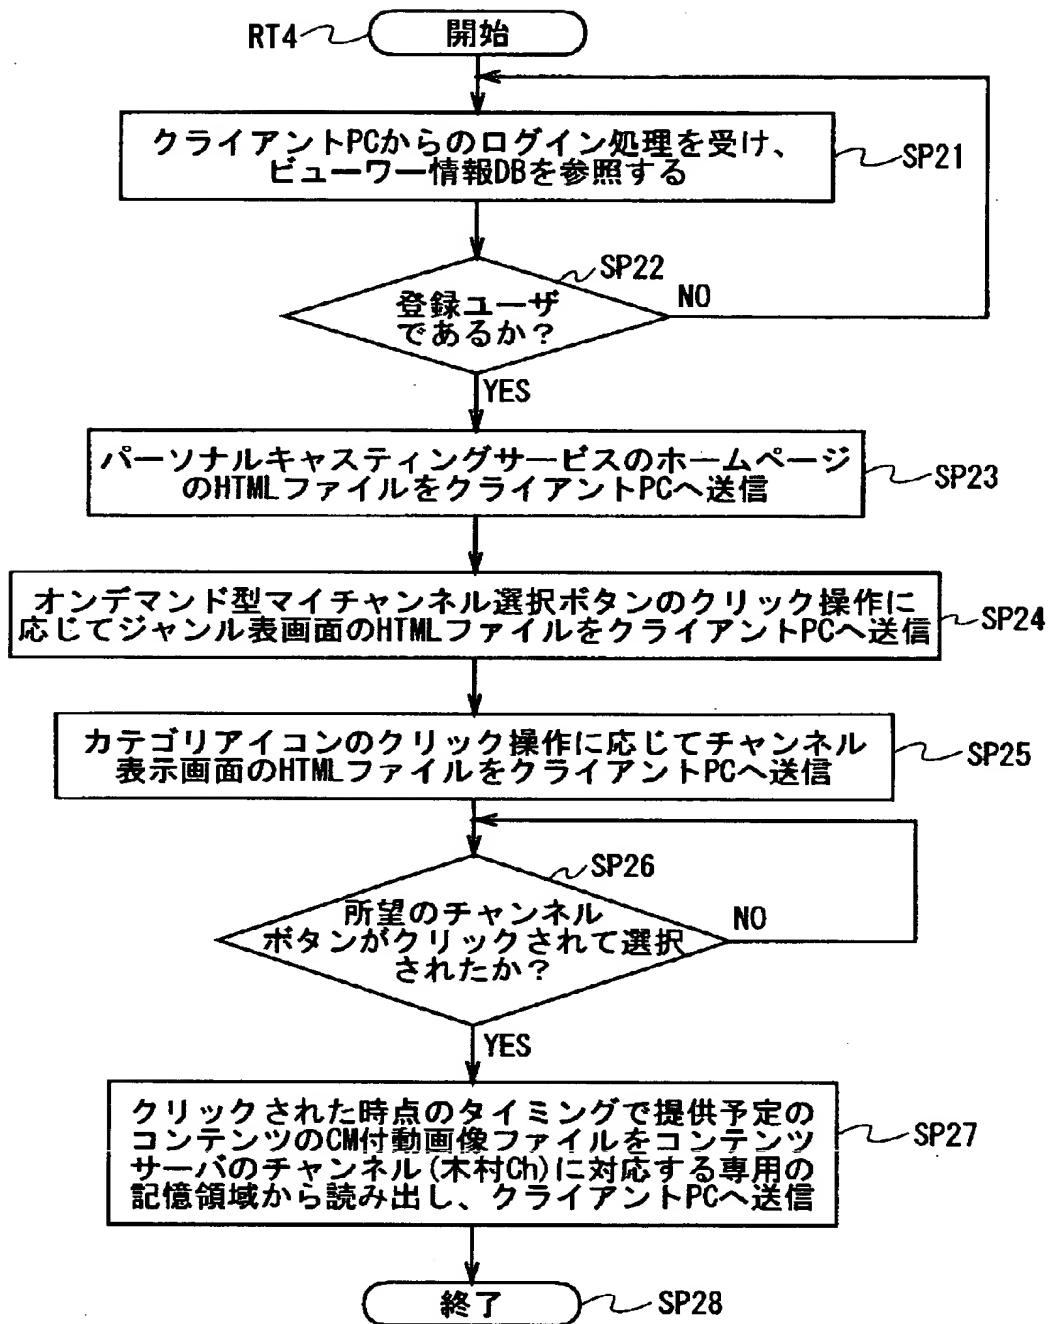 RT4
開始
クライアントPCからのログイン処理を受け、
ビューワー情報DBを参照する
SP21
SP22
登録ユーザ
であるか?
NO
YES
パーソナルキャスティングサービスのホームページ
のHTMLファイルをクライアントPCへ送信
SP23
オンデマンド型マイチャンネル選択ボタンのクリック操作に
応じてジャンル表画面のHTMLファイルをクライアントPCへ送信
SP24
カテゴリアイコンのクリック操作に応じてチャンネル
表示画面のHTMLファイルをクライアントPCへ送信
SP25
SP26
所望のチャンネル
ボタンがクリックされて選択
されたか?
NO
YES
クリックされた時点のタイミングで提供予定の
コンテンツのCM付動画像ファイルをコンテンツ
サーバのチャンネル(木村Ch)に対応する専用の
記憶領域から読み出し、クライアントPCへ送信
SP27
終了
SP28